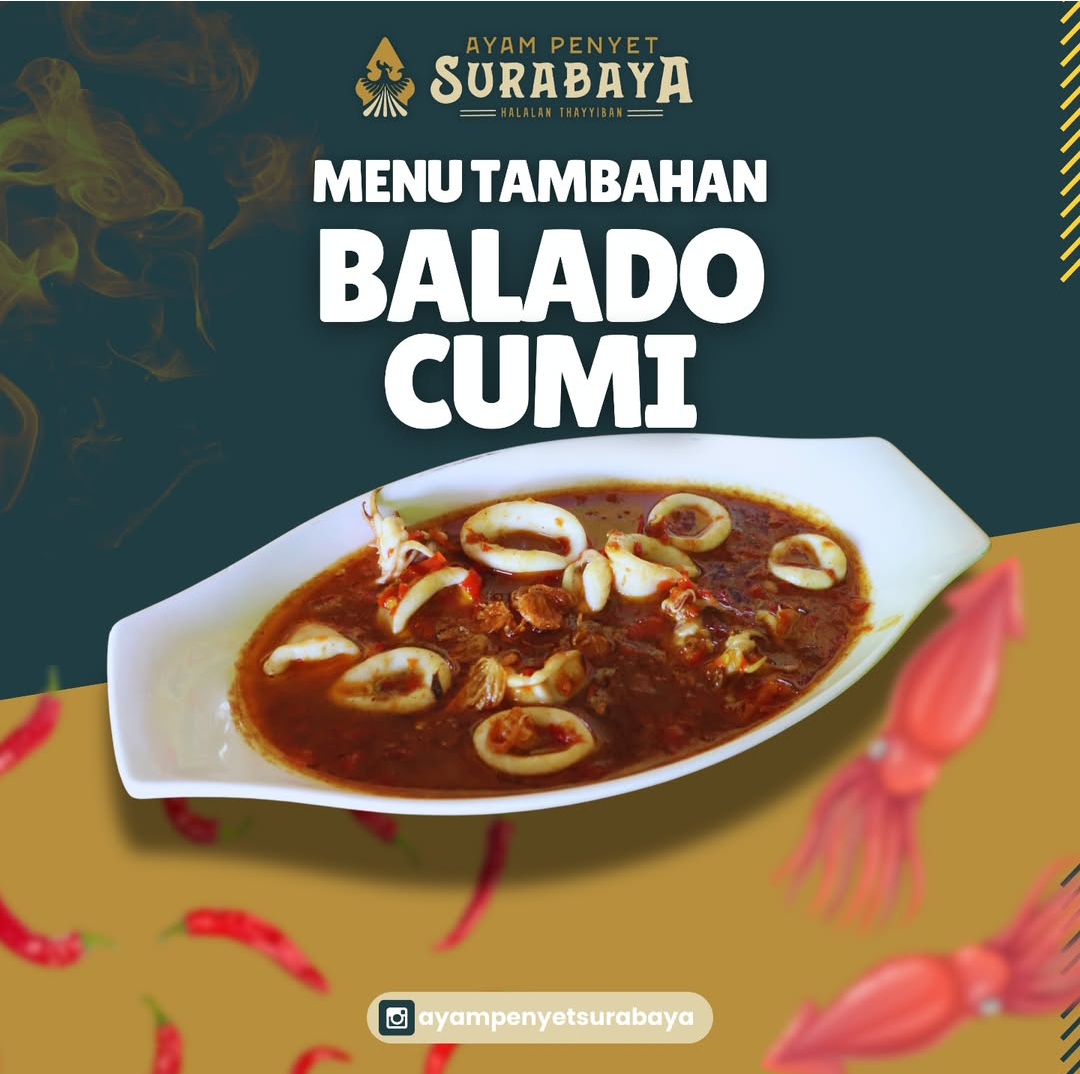 AYAM PENYET
SURABAYA
HALALAN THAYYIBAN
MENU TAMBAHAN
BALADO
CUMI
ayampenyetsurabaya